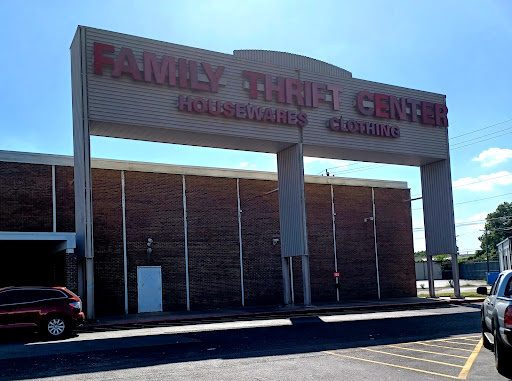 FAMILY THRIFT CENTER
HOUSEWARES CLOTHING